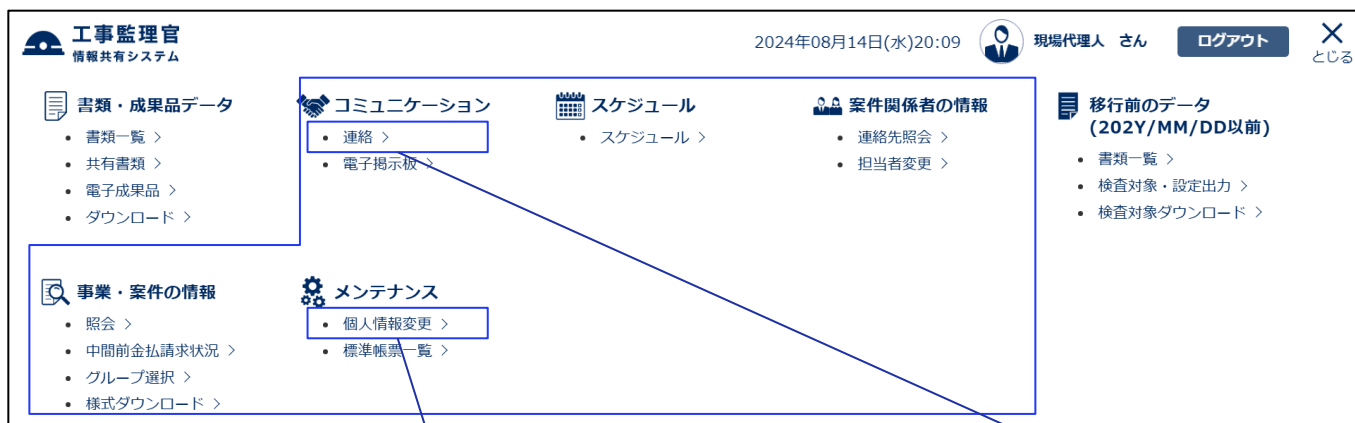 工事監理官
情報共有システム
2024年08月14日(水)20:09
現場代理人 さん
ログアウト
とじる
書類・成果品データ
書類一覧 >
共有書類 >
電子成果品 >
ダウンロード >
コミュニケーション
連絡 >
電子掲示板 >
スケジュール
スケジュール >
案件関係者の情報
連絡先照会 >
担当者変更 >
移行前のデータ
(202Y/MM/DD以前)
書類一覧 >
検査対象・設定出力 >
検査対象ダウンロード >
事業・案件の情報
照会 >
中間前金払請求状況 >
グループ選択 >
様式ダウンロード >
メンテナンス
個人情報変更 >
標準帳票一覧 >